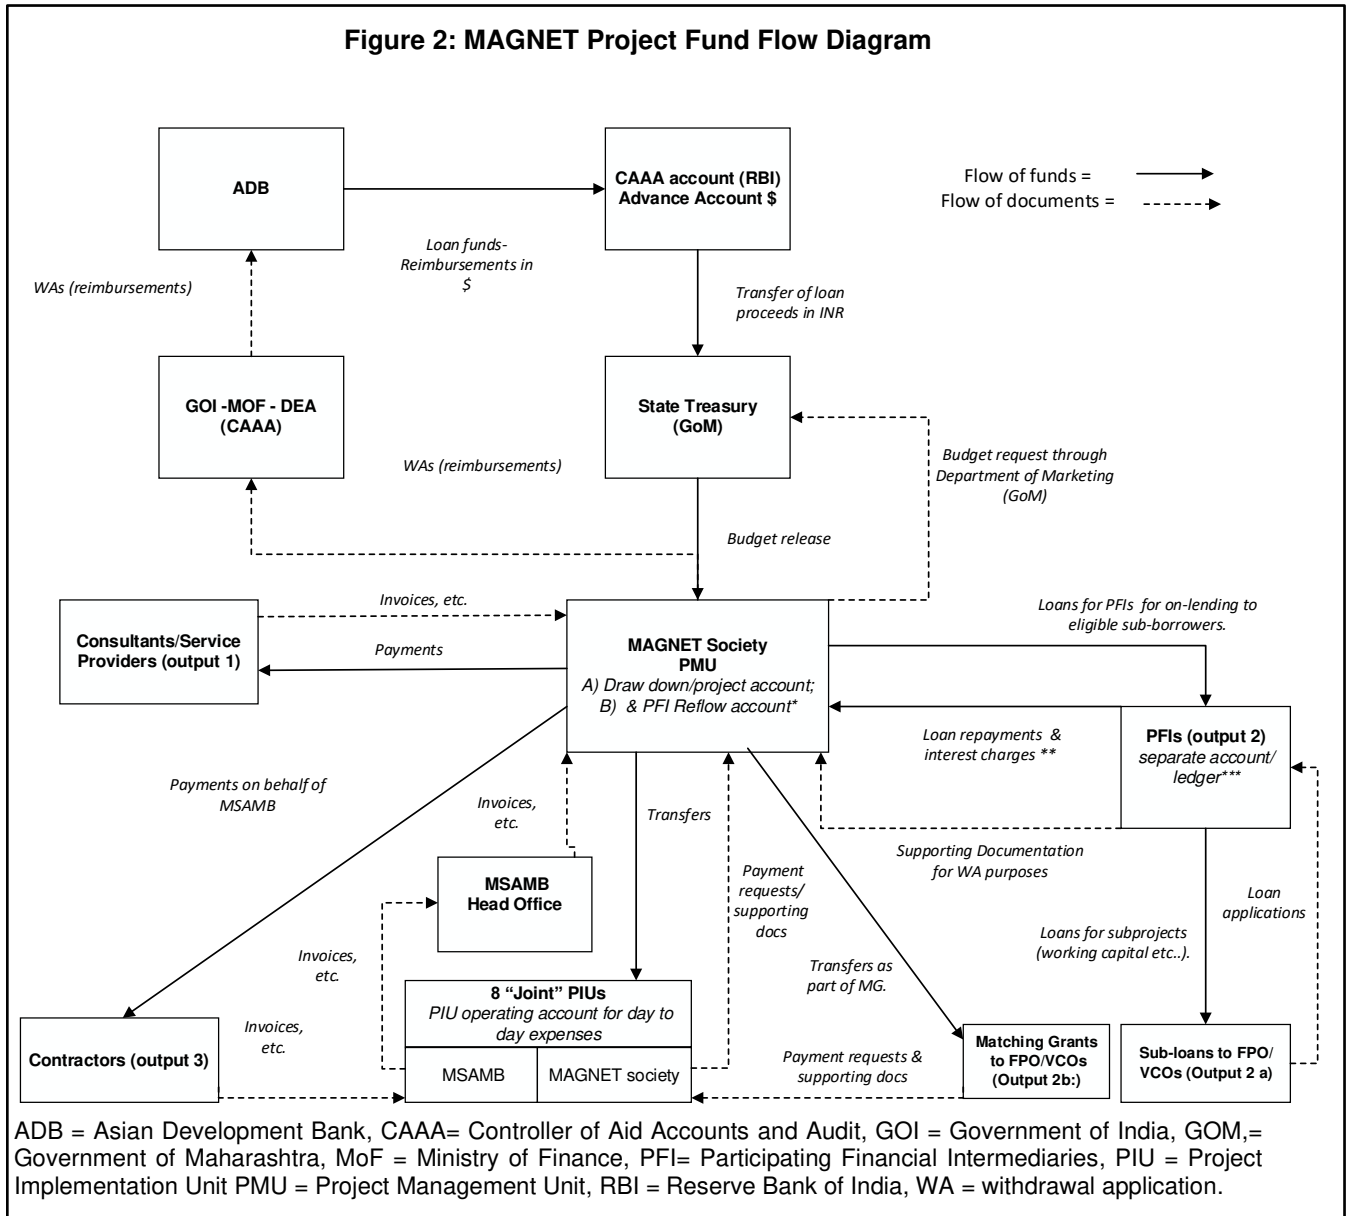 Figure 2: MAGNET Project Fund Flow Diagram
ADB
CAAA account (RBI)
Advance Account $
Flow of funds =
Flow of documents =
Loan funds-
Reimbursements in
$
WAs (reimbursements)
Transfer of loan
proceeds in INR
GOI -MOF - DEA
(CAAA)
State Treasury
(GoM)
WAs (reimbursements)
Budget request through
Department of Marketing
(GoM)
Budget release
Invoices, etc.
Consultants/Service
Providers (output 1)
Payments
MAGNET Society
PMU
A) Draw down/project account;
B) & PFI Reflow account*
Loans for PFIs for on-lending to
eligible sub-borrowers.
Loan repayments &
interest charges **
PFIs (output 2)
separate account/
ledger***
Payments on behalf of
MSAMB
Invoices,
etc.
Transfers
Supporting Documentation
for WA purposes
MSAMB
Head Office
Payment
requests/
supporting
docs
Loan
applications
Invoices,
etc.
Loans for subprojects
(working capital etc..).
Transfers as
part of MG.
8 “Joint” PIUs
PIU operating account for day to
day expenses
MSAMB
MAGNET society
Contractors (output 3)
Invoices,
etc.
Payment requests &
supporting docs
Matching Grants
to FPO/VCOs
(Output 2b:)
Sub-loans to FPO/
VCOs (Output 2 a)
ADB = Asian Development Bank, CAAA= Controller of Aid Accounts and Audit, GOI = Government of India, GOM,=
Government of Maharashtra, MoF = Ministry of Finance, PFI= Participating Financial Intermediaries, PIU = Project
Implementation Unit PMU = Project Management Unit, RBI = Reserve Bank of India, WA = withdrawal application.